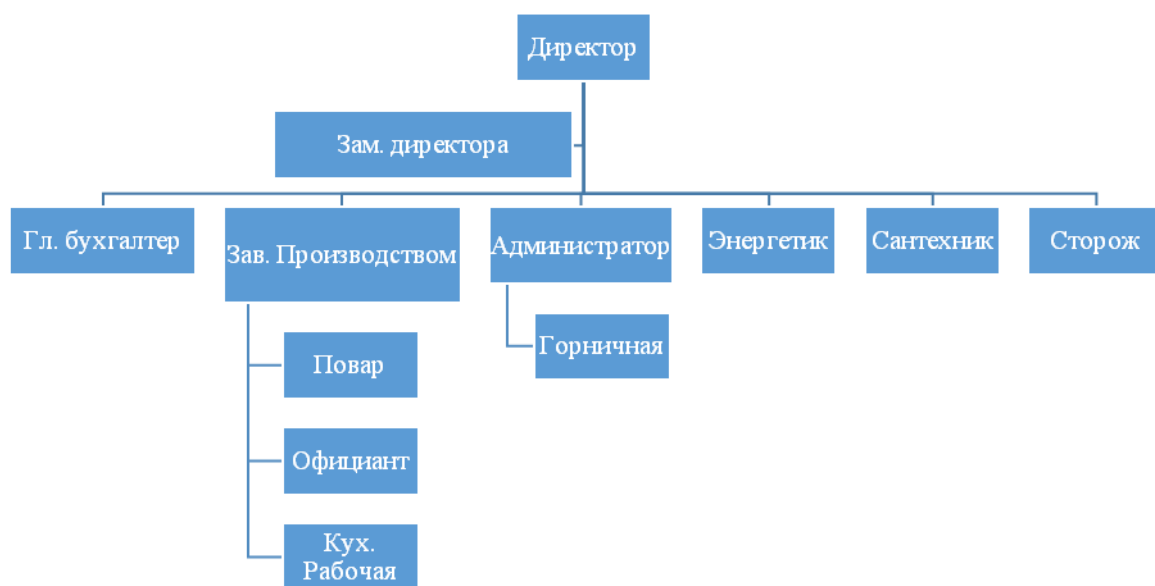 Директор
Зам. директора
Гл. бухгалтер
Зав. Производством
Администратор
Энергетик
Сантехник
Сторож
Повар
Горничная
Официант
Кух.
Рабочая